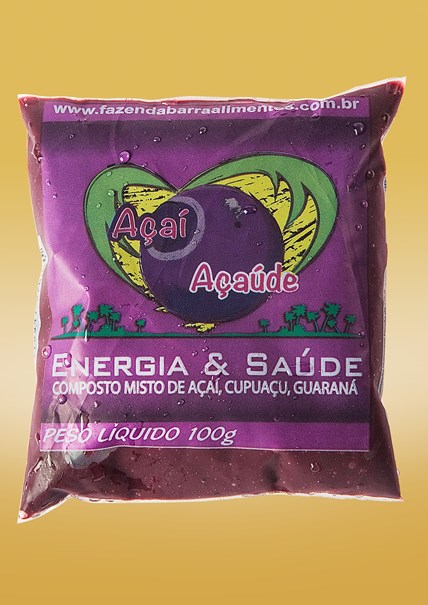 www.fazendabarraalimentos.com.br
Açaí
Açaúde
ENERGIA & SAÚDE
COMPOSTO MISTO DE AÇAÍ, CUPUAÇU, GUARANÁ
PESO LÍQUIDO 100g